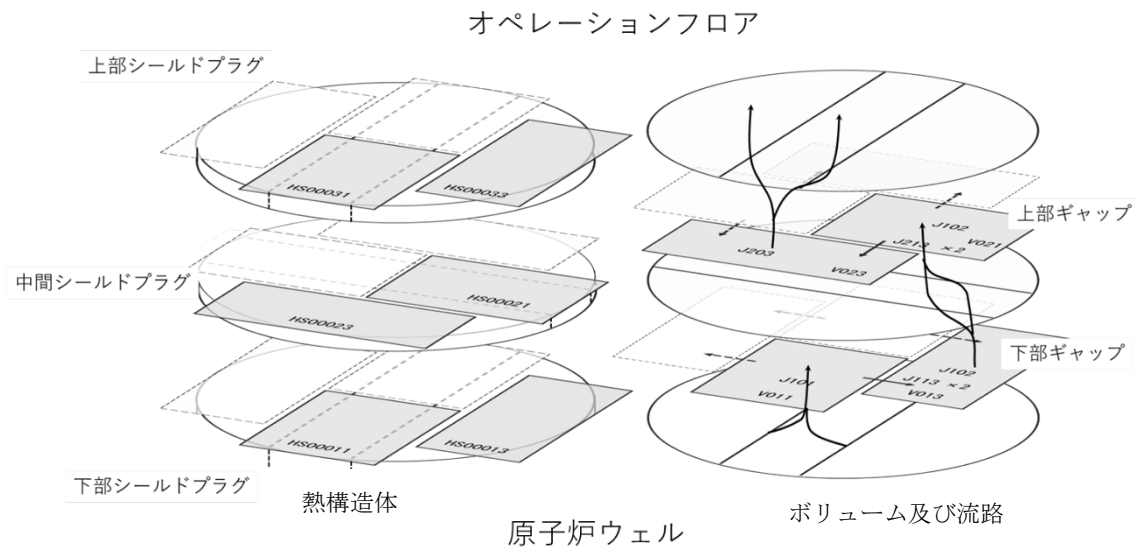 オペレーションフロア
上部シールドプラグ
HS00031
HS00033
中間シールドプラグ
HS00021
HS00023
下部シールドプラグ
HS00011
HS00013
熱構造体
上部ギャップ
J102
V021
J213 ×2
J203
V023
下部ギャップ
J102
J113 ×2
V013
J101
V011
ボリューム及び流路
原子炉ウェル